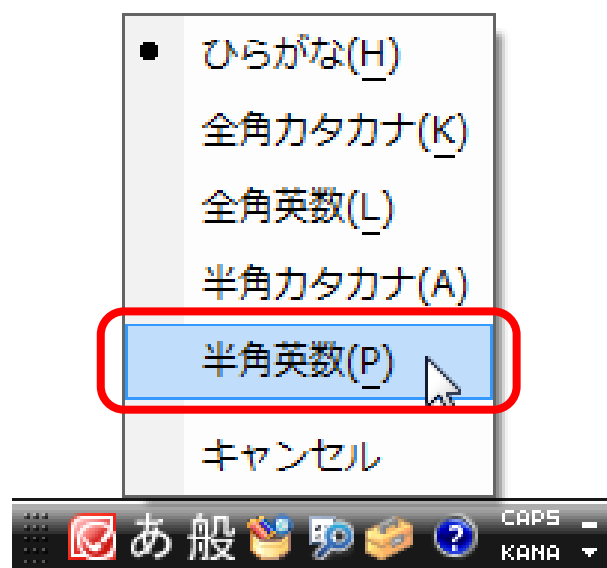 ひらがな(H)
全角カタカナ(K)
全角英数(L)
半角カタカナ(A)
半角英数(P)
キャンセル
あ 般 ? CAPS
KANA